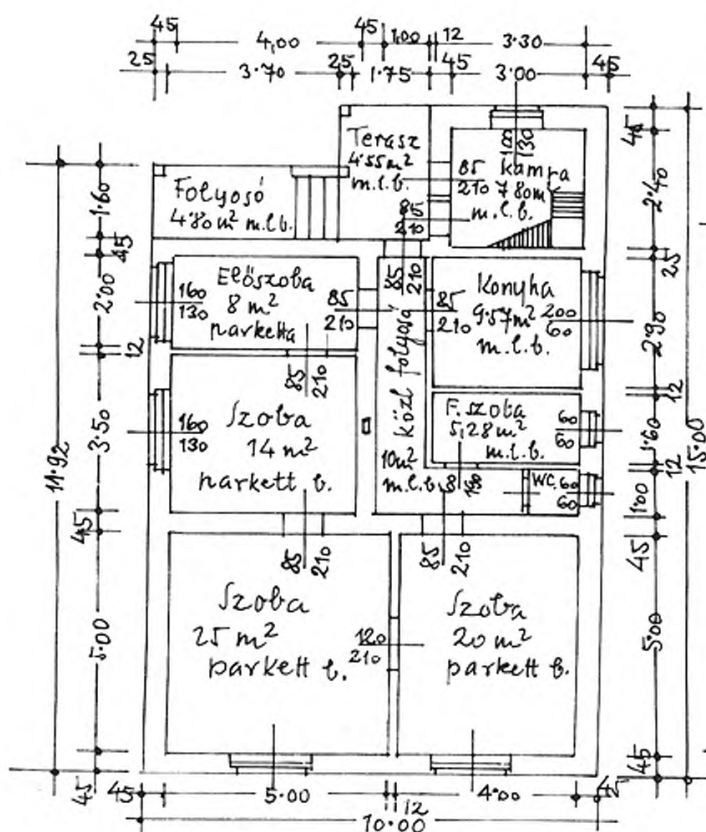 45
4,00
45
1,00
12
3.30
25
3.70
25
1.75
45
3.00
45
Terasz
4.55m²
m.l.b.
100
130
85
210
kamra
7.80m²
m.l.b.
Folyosó
4.80m² m.l.b.
85
210
Előszoba
8 m²
parketta
160
130
85
210
85
210
85
210
Konyha
9.57m²
m.l.b.
200
60
85
210
közl folyosó
10m²
m.l.b.
Szoba
14 m²
parkett b.
160
130
F.szoba
5,28m²
m.l.b.
60
60
WC
60
60
85
210
85
210
Szoba
25 m²
parkett b.
120
210
Szoba
20 m²
parkett b.
11.92
1.60
45
2.00
12
3.50
45
5.00
45
45
2.40
25
2.90
12
1.60
12
1.00
45
5.00
45
15.00
45
5.00
12
4.00
45
10.00